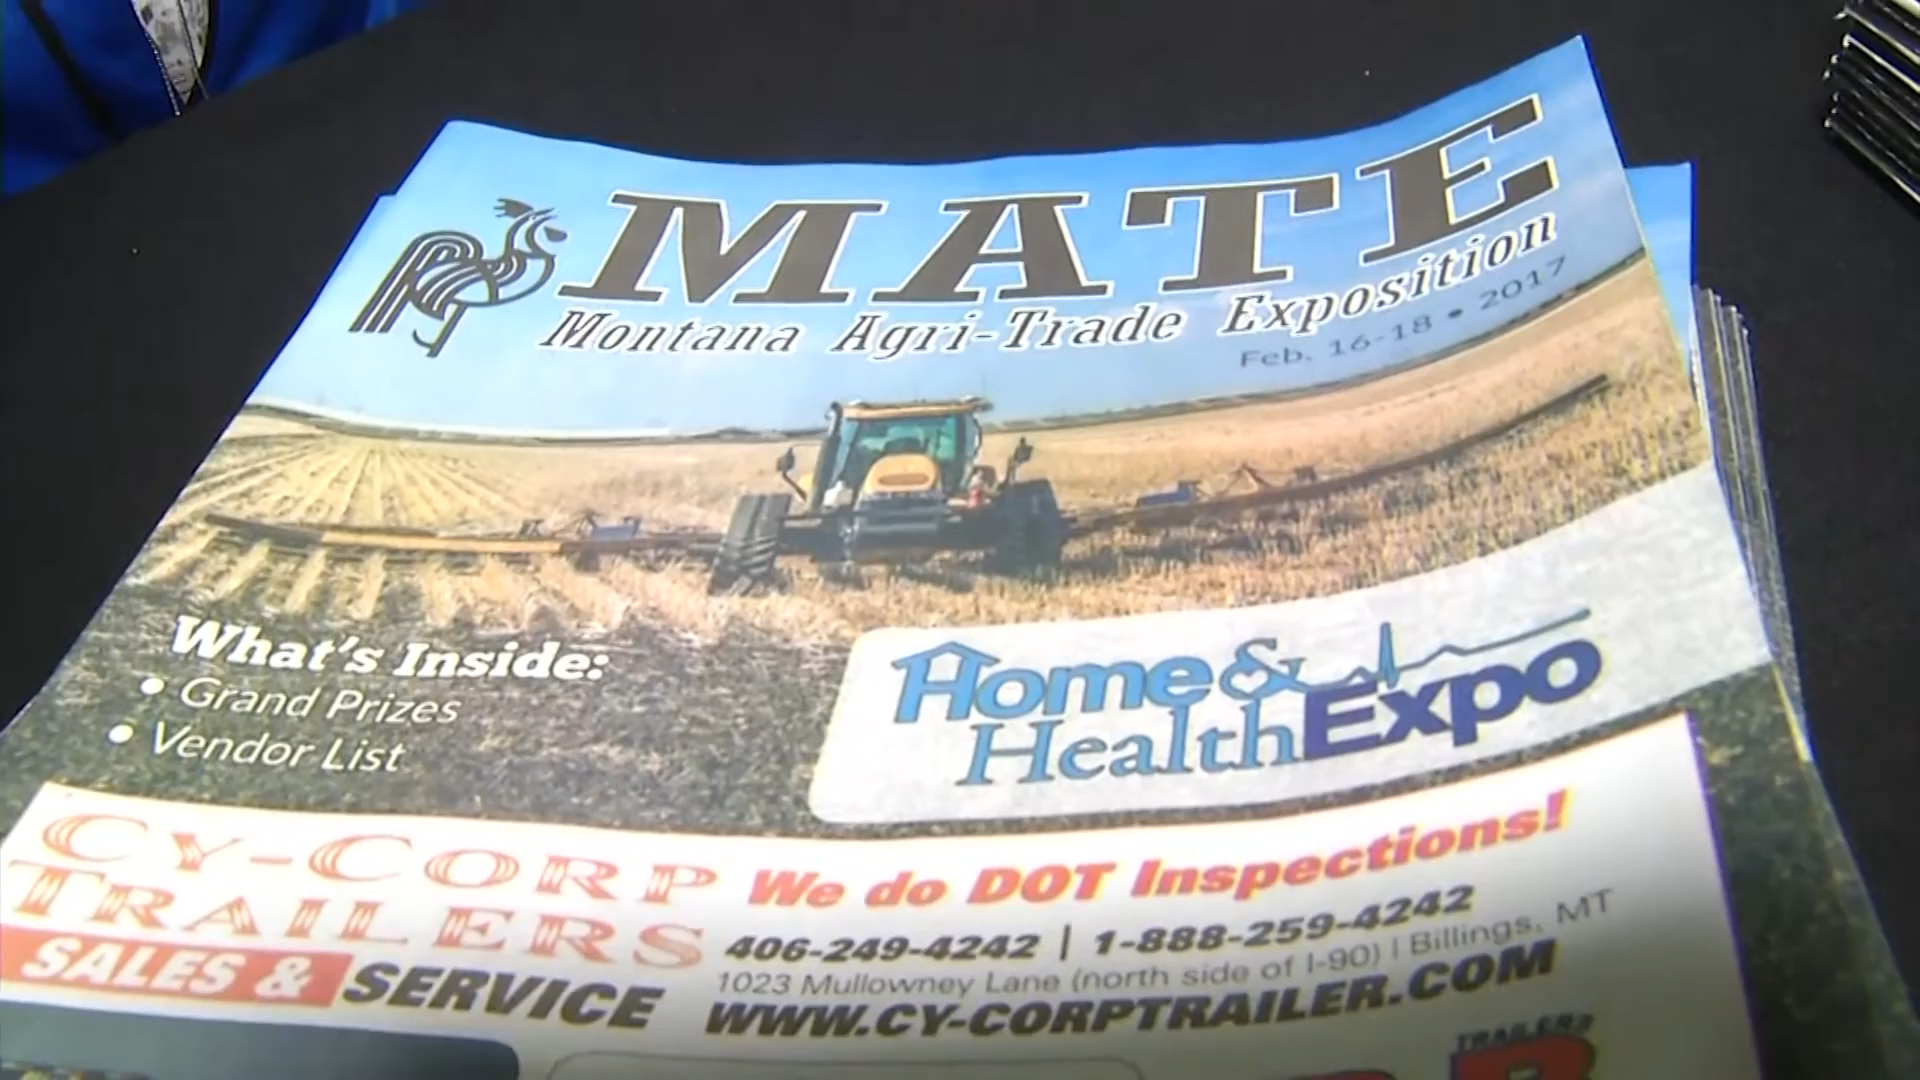 MATE
Montana Agri-Trade Exposition
Feb. 16-18 • 2017
What's Inside:
• Grand Prizes
• Vendor List
Home &
Health Expo
CY-CORP
TRAILERS
SALES & SERVICE
We do DOT Inspections!
406-249-4242 | 1-888-259-4242
1023 Mullowney Lane (north side of I-90) | Billings, MT
WWW.CY-CORPTRAILER.COM
TRAILERS